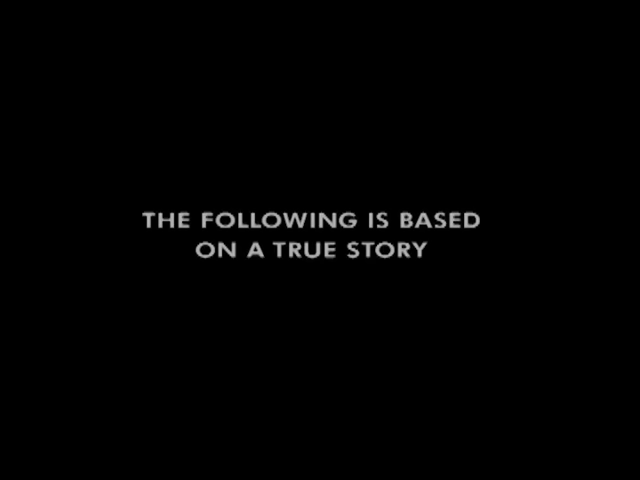 THE FOLLOWING IS BASED
ON A TRUE STORY